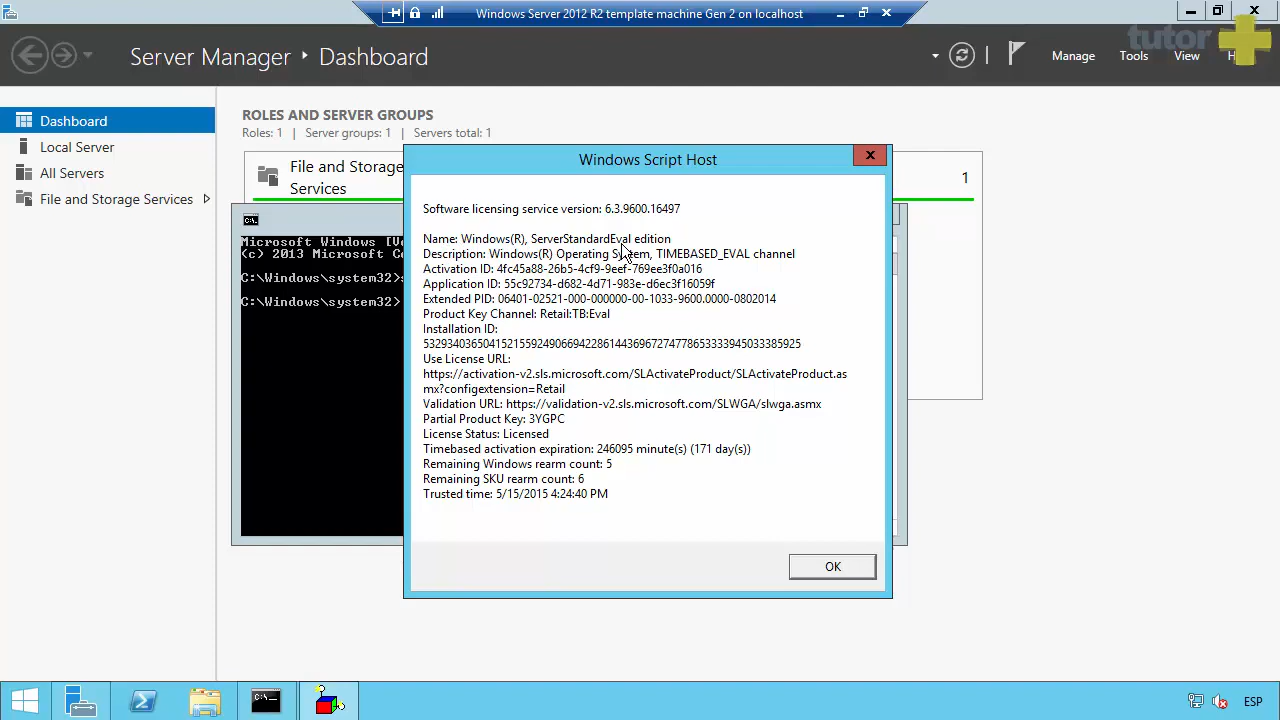 Windows Server 2012 R2 template machine Gen 2 on localhost
Server Manager ‣ Dashboard
Manage
Tools
View
tutor
Dashboard
Local Server
All Servers
File and Storage Services
ROLES AND SERVER GROUPS
Roles: 1 | Server groups: 1 | Servers total: 1
File and Storage
Services
1
Microsoft Windows [Ve
(c) 2013 Microsoft Co
C:\Windows\system32>s
C:\Windows\system32>
Windows Script Host
Software licensing service version: 6.3.9600.16497
Name: Windows(R), ServerStandardEval edition
Description: Windows(R) Operating System, TIMEBASED_EVAL channel
Activation ID: 4fc45a88-26b5-4cf9-9eef-769ee3f0a016
Application ID: 55c92734-d682-4d71-983e-d6ec3f16059f
Extended PID: 06401-02521-000-000000-00-1033-9600.0000-0802014
Product Key Channel: Retail:TB:Eval
Installation ID:
532934036504152155924906694228614436967274778653333945033385925
Use License URL:
https://activation-v2.sls.microsoft.com/SLActivateProduct/SLActivateProduct.as
mx?configextension=Retail
Validation URL: https://validation-v2.sls.microsoft.com/SLWGA/slwga.asmx
Partial Product Key: 3YGPC
License Status: Licensed
Timebased activation expiration: 246095 minute(s) (171 day(s))
Remaining Windows rearm count: 5
Remaining SKU rearm count: 6
Trusted time: 5/15/2015 4:24:40 PM
OK
ESP